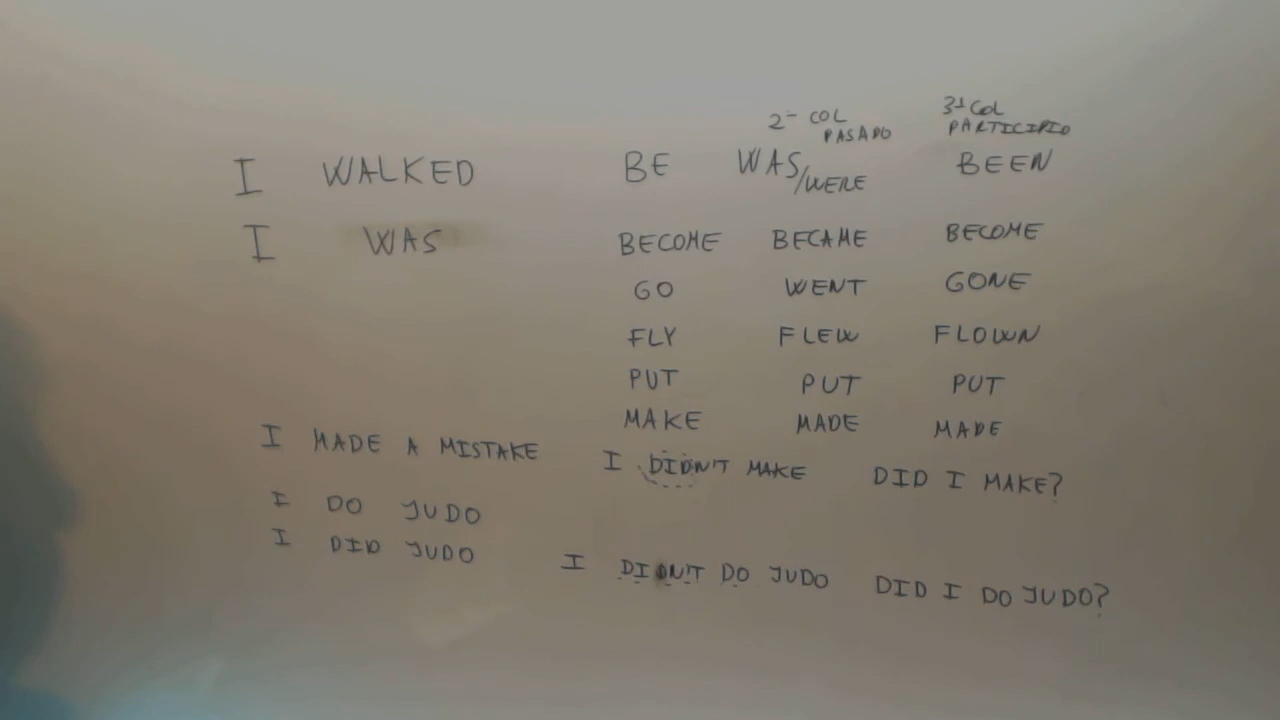 2ª COL 3ª COL
PASADO PARTICIPIO
I WALKED BE WAS/WERE BEEN
I WAS BECOME BECAME BECOME
GO WENT GONE
FLY FLEW FLOWN
PUT PUT PUT
MAKE MADE MADE
I MADE A MISTAKE I DIDN'T MAKE DID I MAKE?
I DO JUDO
I DID JUDO I DIDN'T DO JUDO DID I DO JUDO?